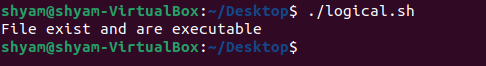 shyam@shyam-VirtualBox:~/Desktop$ ./logical.sh
File exist and are executable
shyam@shyam-VirtualBox:~/Desktop$